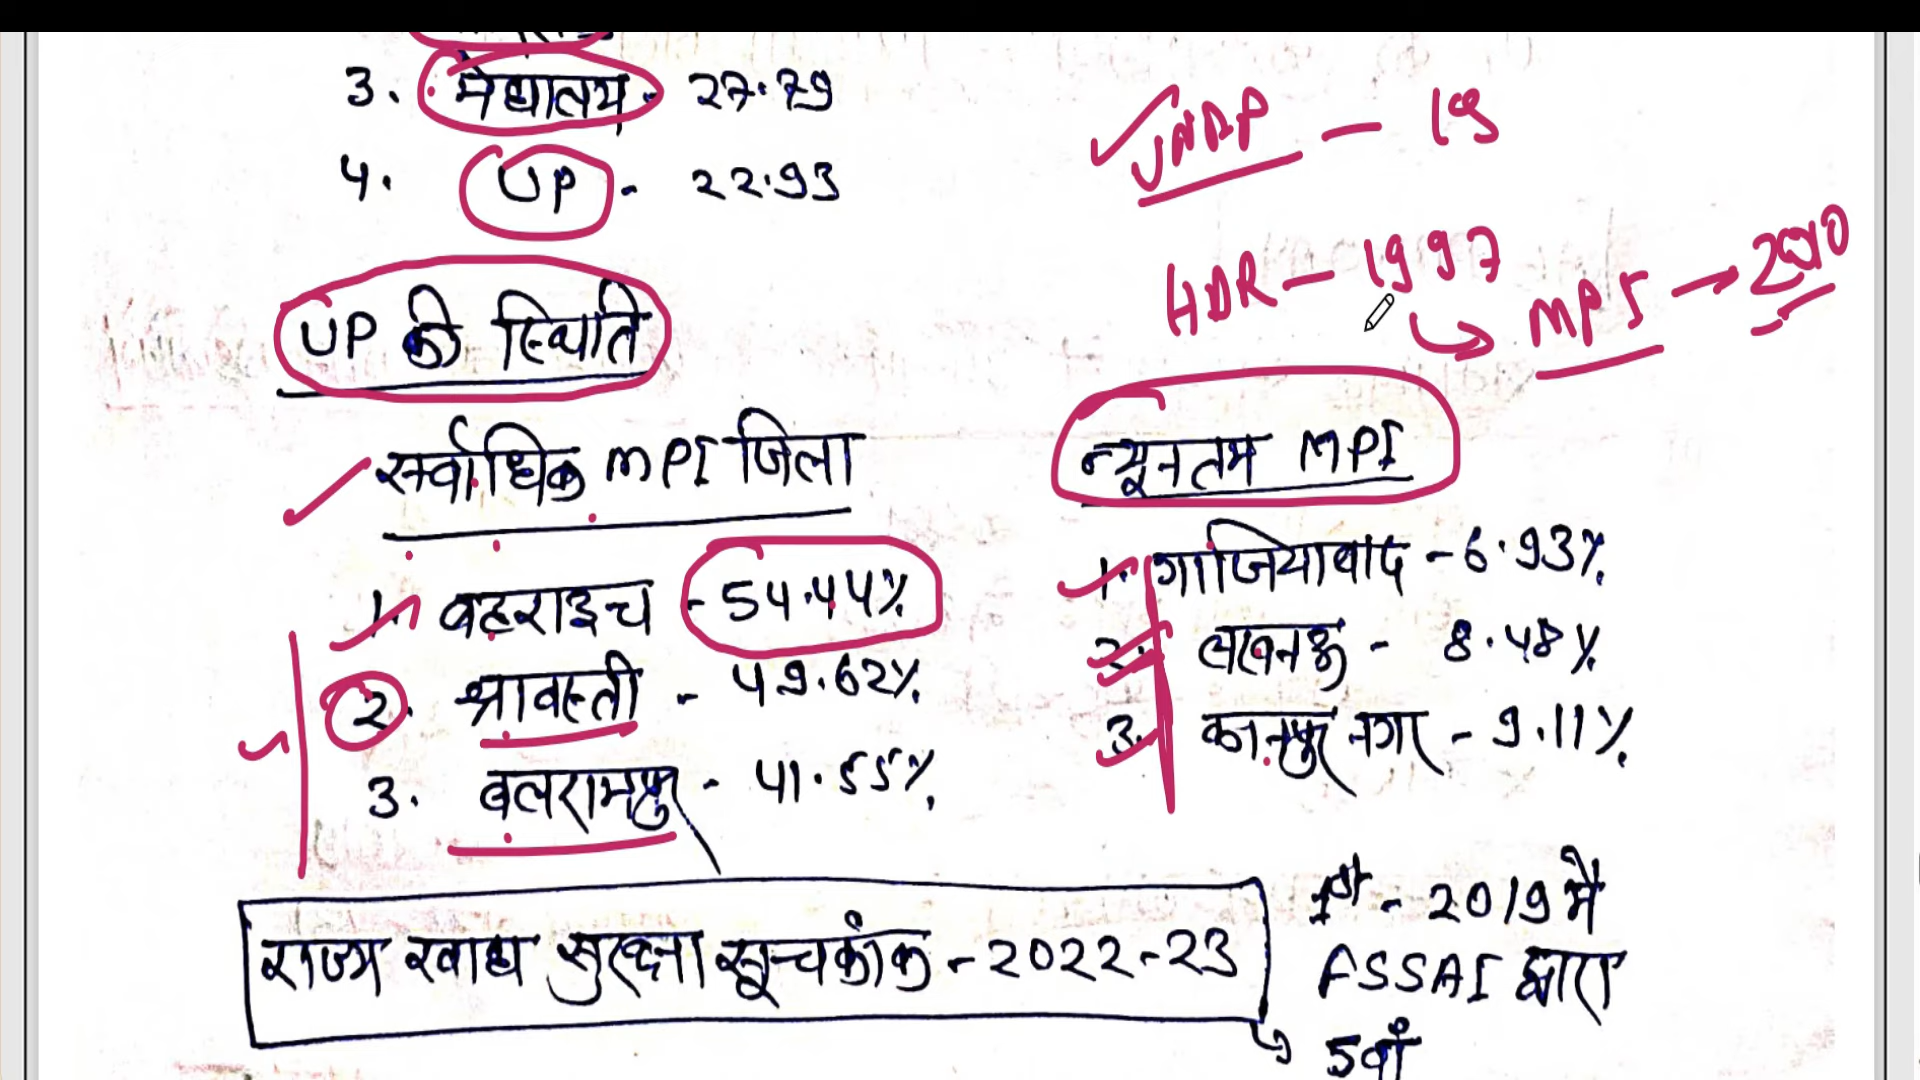 3. मेघालय - 27.79
4. UP - 22.93
UNDP - 19
HDR - 1997
MPI → 2010
UP की स्थिति
सर्वाधिक MPI जिला
1. बहराइच - 54.44%
2. श्रावस्ती - 49.62%
3. बलरामपुर - 41.55%
न्यूनतम MPI
1. गाजियाबाद - 6.93%
2. लखनऊ - 8.48%
3. कानपुर नगर - 9.11%
राज्य खाद्य सुरक्षा सूचकांक - 2022-23
1st - 2019 में
FSSAI द्वारा
5वां